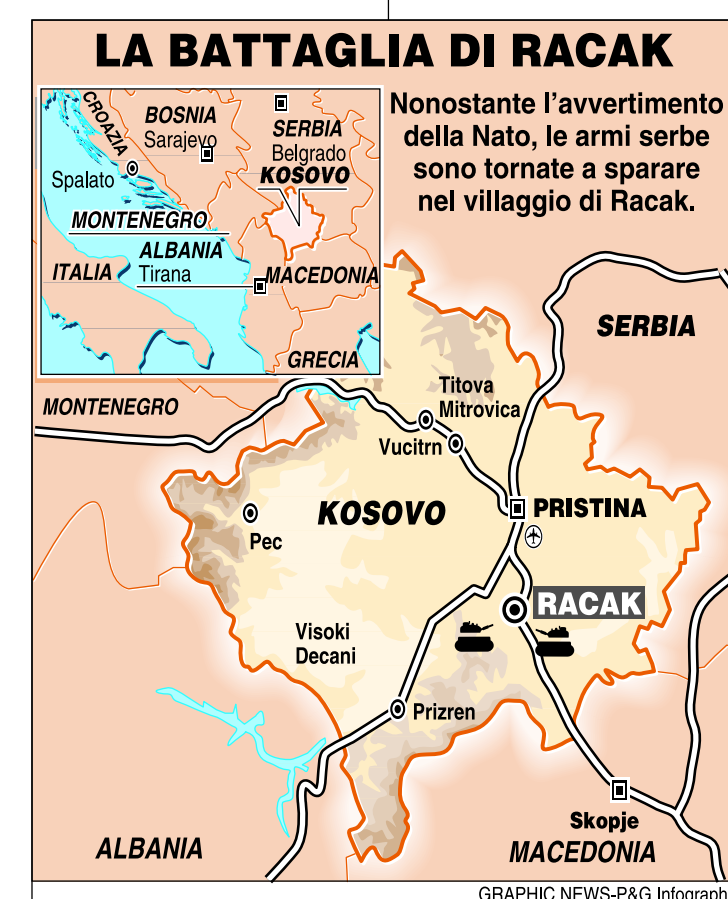 LA BATTAGLIA DI RACAK
Nonostante l'avvertimento
della Nato, le armi serbe
sono tornate a sparare
nel villaggio di Racak.
CROAZIA
BOSNIA
Sarajevo
SERBIA
Belgrado
KOSOVO
Spalato
MONTENEGRO
ALBANIA
Tirana
ITALIA
MACEDONIA
GRECIA
SERBIA
MONTENEGRO
Titova
Mitrovica
Vucitrn
KOSOVO
PRISTINA
Pec
RACAK
Visoki
Decani
Prizren
Skopje
ALBANIA
MACEDONIA
GRAPHIC NEWS-P&G Infograph